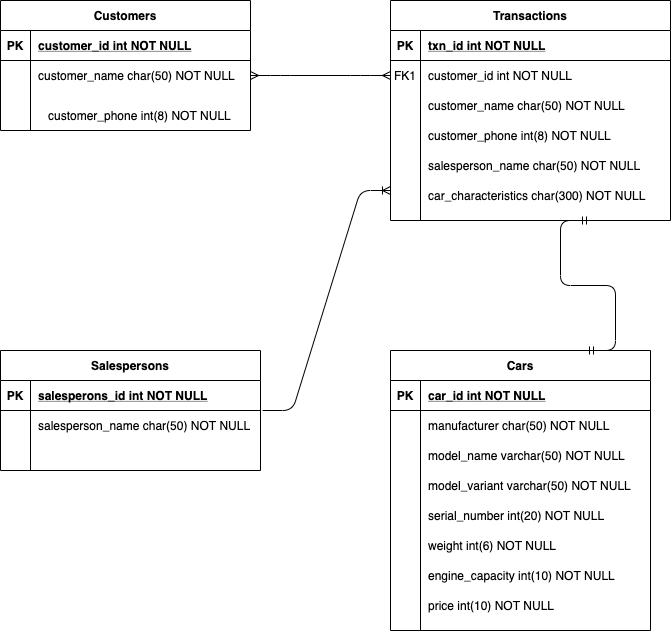 Customers
PK customer_id int NOT NULL
customer_name char(50) NOT NULL
customer_phone int(8) NOT NULL
Transactions
PK txn_id int NOT NULL
FK1 customer_id int NOT NULL
customer_name char(50) NOT NULL
customer_phone int(8) NOT NULL
salesperson_name char(50) NOT NULL
car_characteristics char(300) NOT NULL
Salespersons
PK salesperons_id int NOT NULL
salesperson_name char(50) NOT NULL
Cars
PK car_id int NOT NULL
manufacturer char(50) NOT NULL
model_name varchar(50) NOT NULL
model_variant varchar(50) NOT NULL
serial_number int(20) NOT NULL
weight int(6) NOT NULL
engine_capacity int(10) NOT NULL
price int(10) NOT NULL